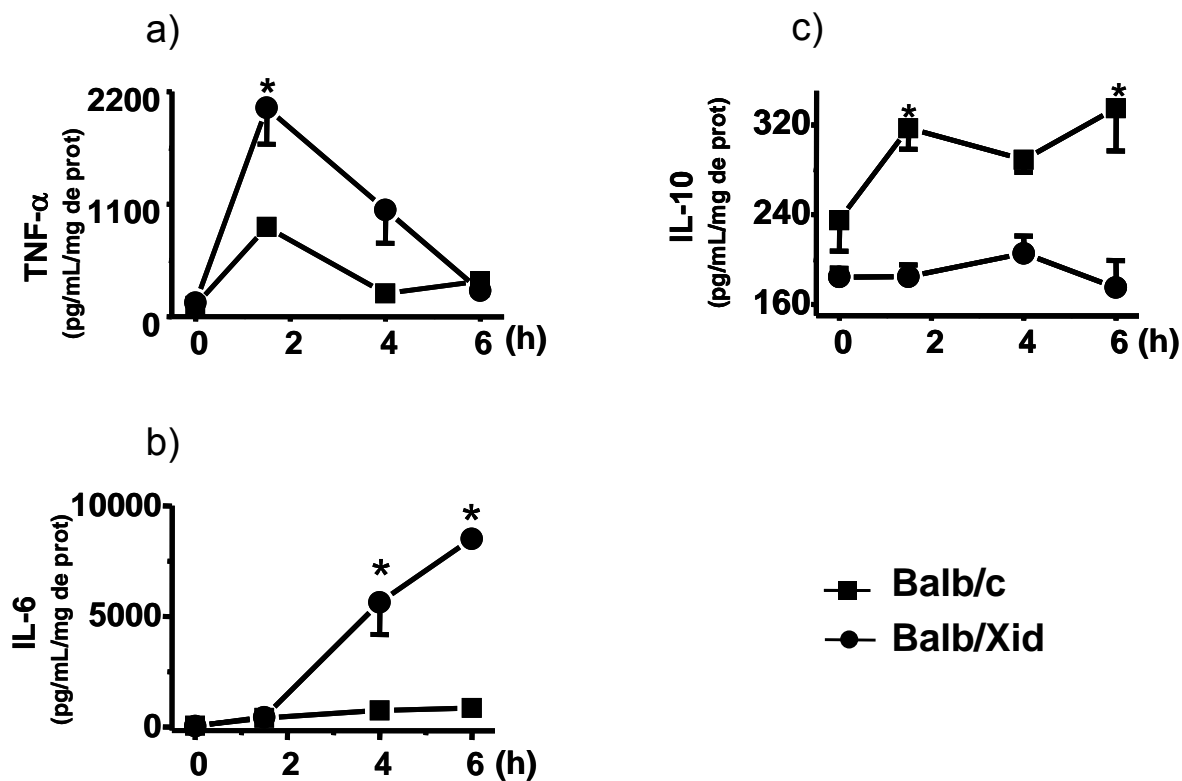 a)
TNF-α
(pg/mL/mg de prot)
2200
1100
0
*
0 2 4 6 (h)
c)
IL-10
(pg/mL/mg de prot)
320
240
160
* *
0 2 4 6 (h)
b)
IL-6
(pg/mL/mg de prot)
10000
5000
0
* *
0 2 4 6 (h)
Balb/c
Balb/Xid